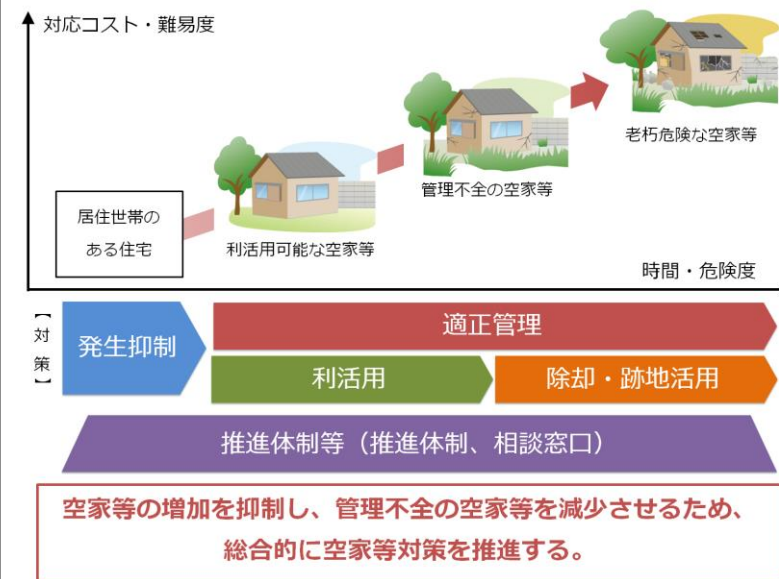 対応コスト・難易度
老朽危険な空家等
管理不全の空家等
居住世帯の
ある住宅
利活用可能な空家等
時間・危険度
【対策】
発生抑制
適正管理
利活用
除却・跡地活用
推進体制等（推進体制、相談窓口）
空家等の増加を抑制し、管理不全の空家等を減少させるため、
総合的に空家等対策を推進する。